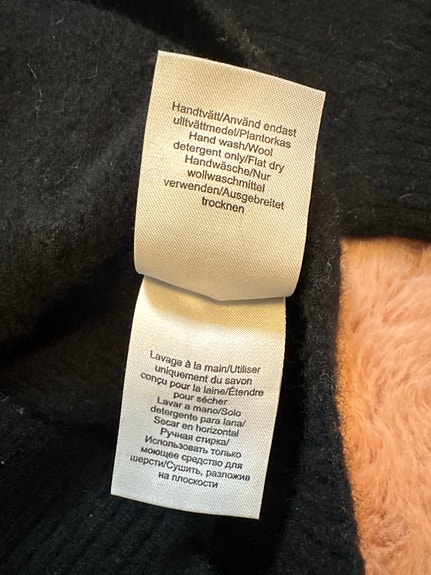 Handtvätt/Använd endast
ulltvättmedel/Plantorkas
Hand wash/Wool
detergent only/Flat dry
Handwäsche/Nur
wollwaschmittel
verwenden/Ausgebreitet
trocknen
Lavage à la main/Utiliser
uniquement du savon
conçu pour la laine/Étendre
pour sécher
Lavar a mano/Solo
detergente para lana/
Secar en horizontal
Ручная стирка/
Использовать только
моющее средство для
шерсти/Сушить, разложив
на плоскости